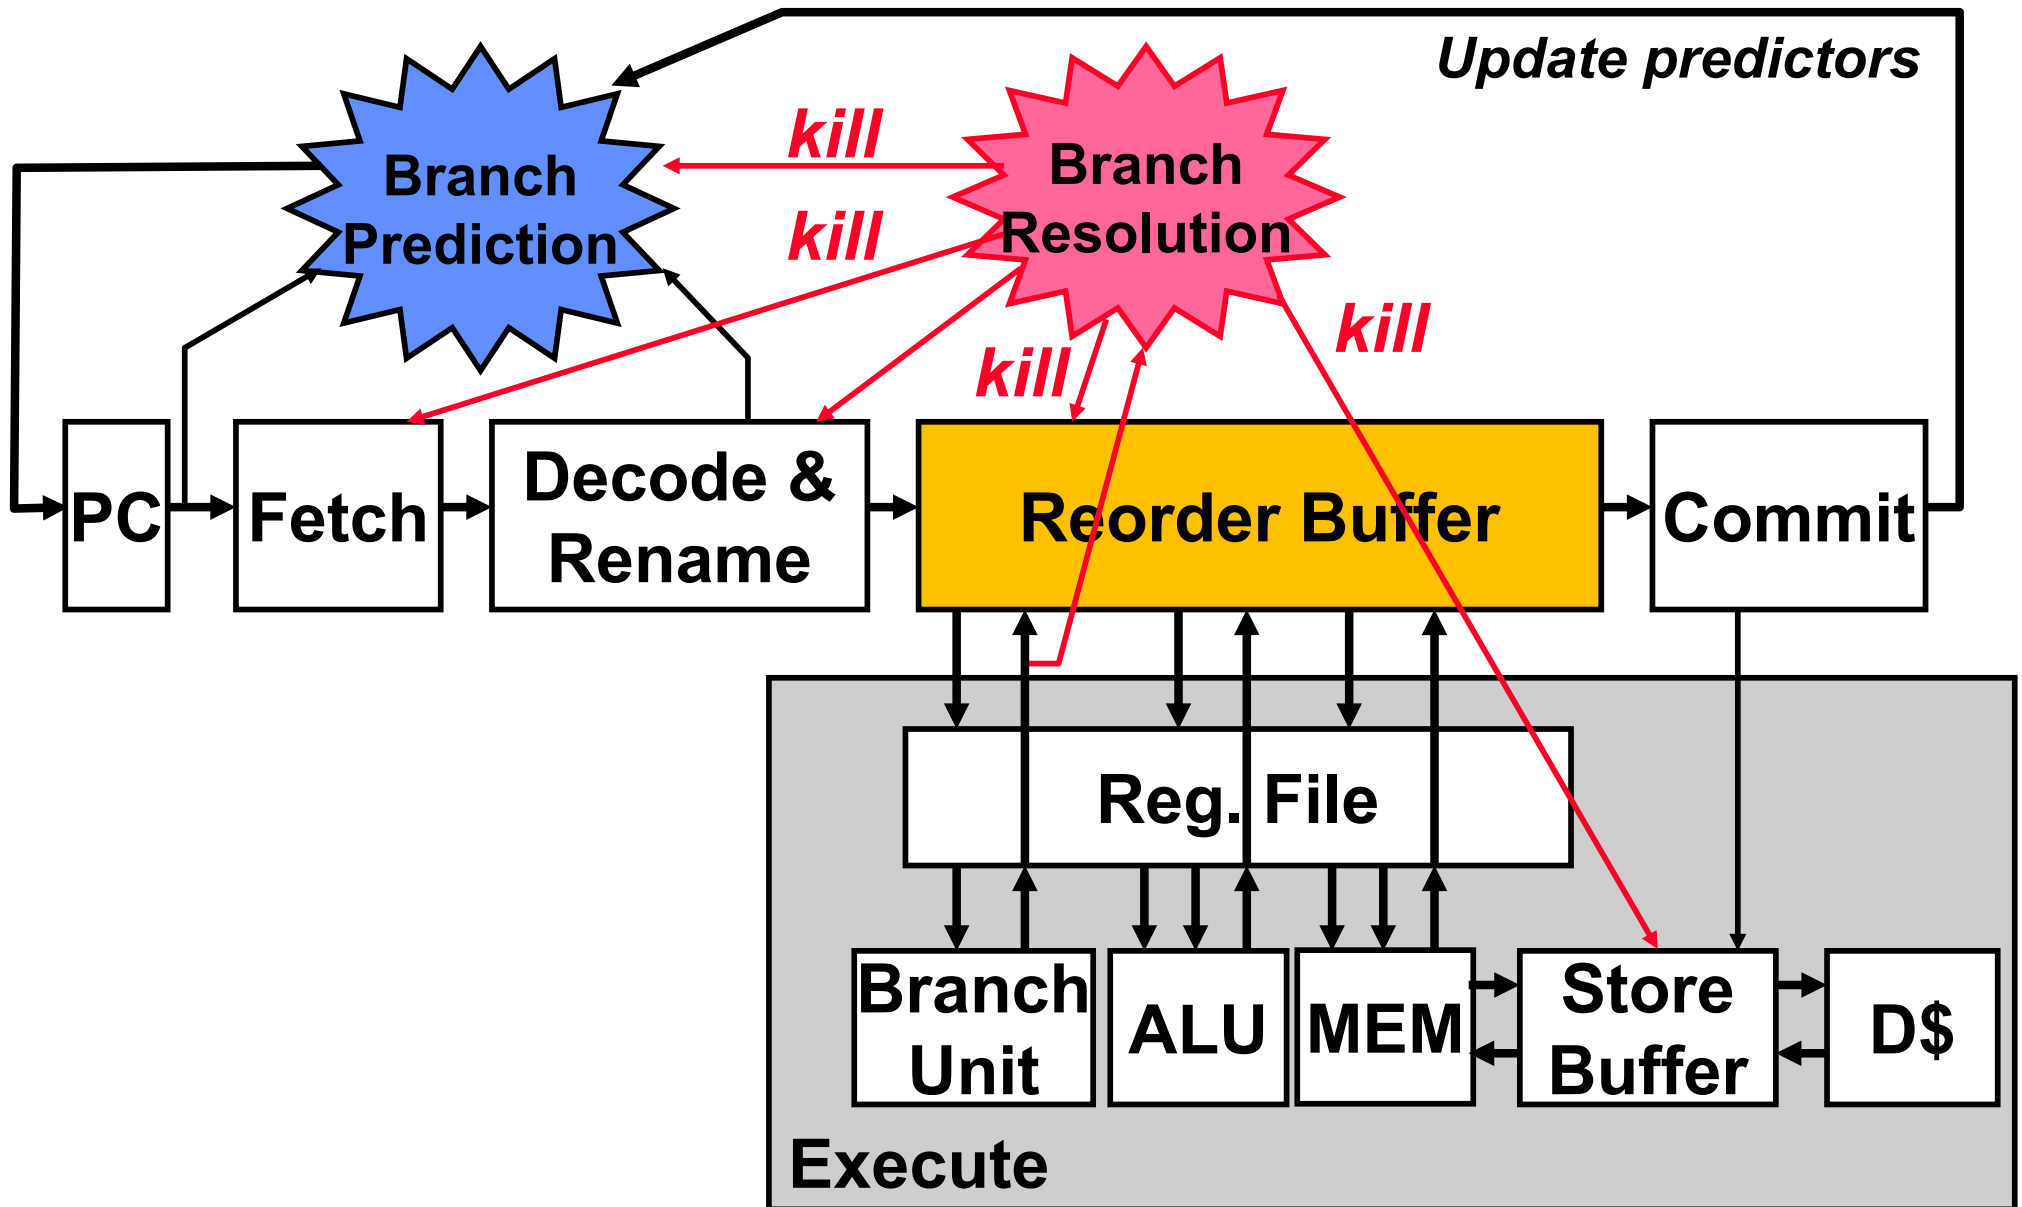 Update predictors
kill
Branch
Prediction
Branch
Resolution
kill
kill
kill
PC
Fetch
Decode &
Rename
Reorder Buffer
Commit
Reg. File
Branch
Unit
ALU
MEM
Store
Buffer
D$
Execute